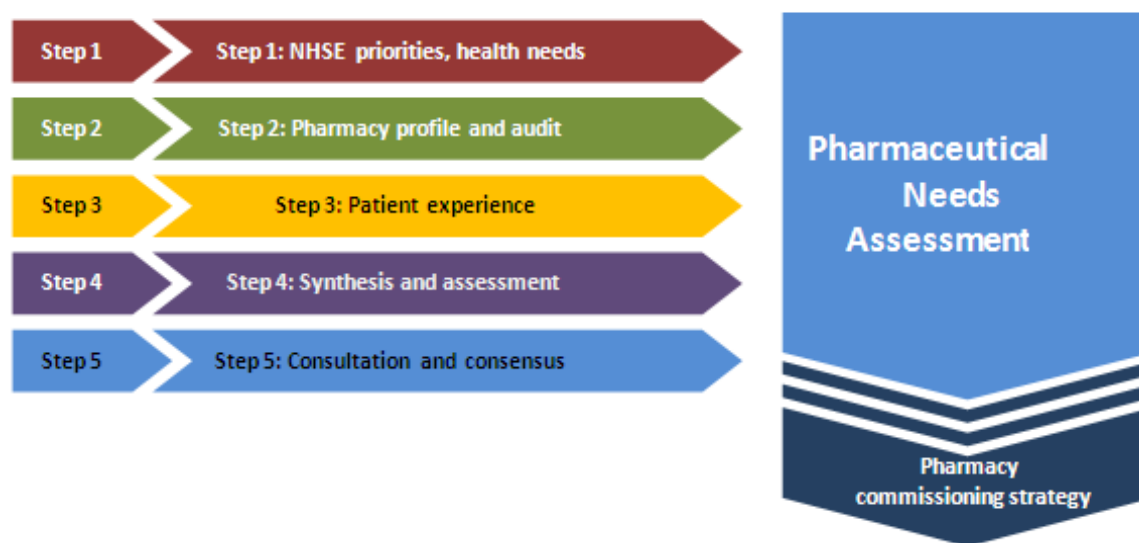 Step 1
Step 1: NHSE priorities, health needs
Step 2
Step 2: Pharmacy profile and audit
Step 3
Step 3: Patient experience
Step 4
Step 4: Synthesis and assessment
Step 5
Step 5: Consultation and consensus
Pharmaceutical
Needs
Assessment
Pharmacy
commissioning strategy